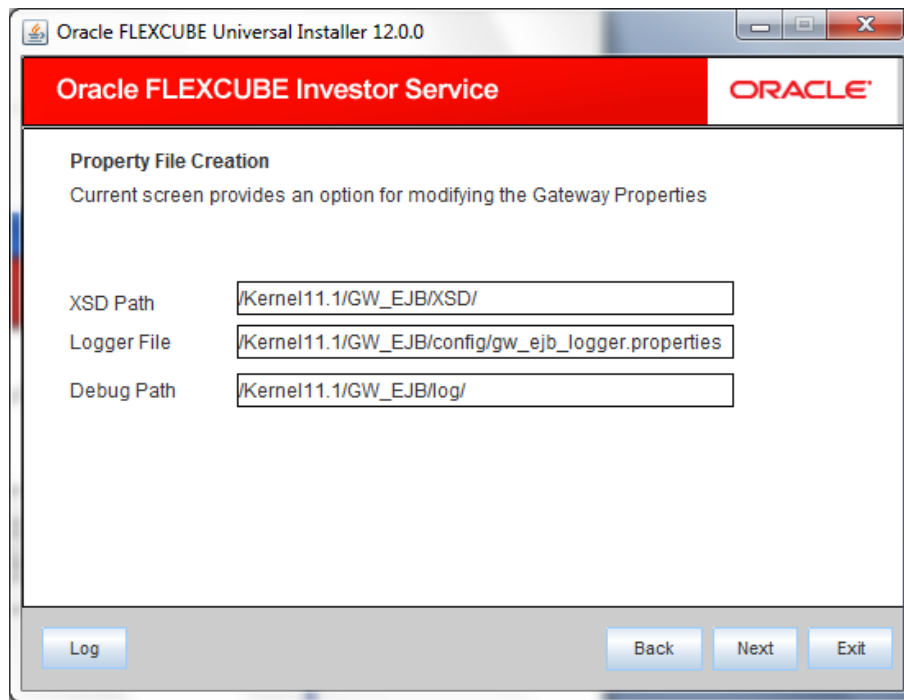 Oracle FLEXCUBE Universal Installer 12.0.0
Oracle FLEXCUBE Investor Service
ORACLE
Property File Creation
Current screen provides an option for modifying the Gateway Properties
XSD Path
/Kernel11.1/GW_EJB/XSD/
Logger File
/Kernel11.1/GW_EJB/config/gw_ejb_logger.properties
Debug Path
/Kernel11.1/GW_EJB/log/
Log
Back
Next
Exit